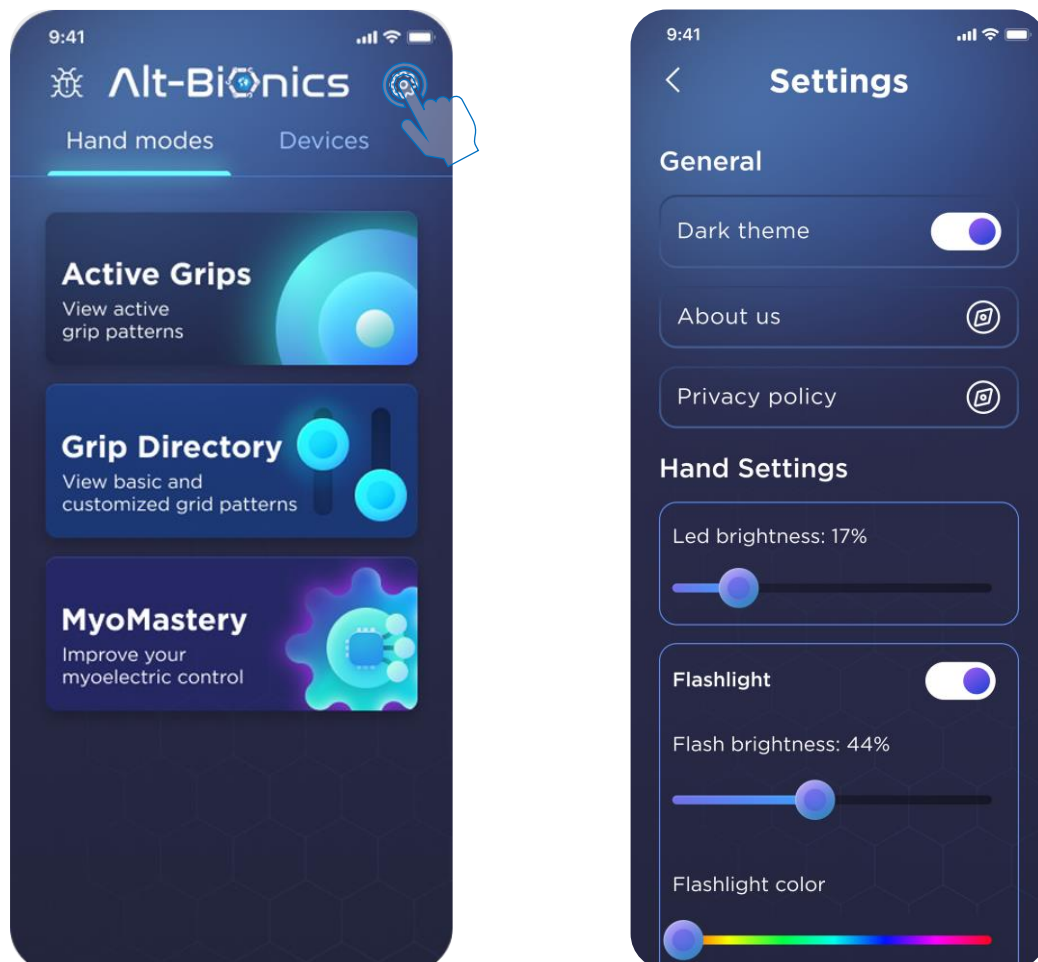 9:41
Alt-Bionics
Hand modes
Devices
Active Grips
View active
grip patterns
Grip Directory
View basic and
customized grid patterns
MyoMastery
Improve your
myoelectric control
9:41
Settings
General
Dark theme
About us
Privacy policy
Hand Settings
Led brightness: 17%
Flashlight
Flash brightness: 44%
Flashlight color